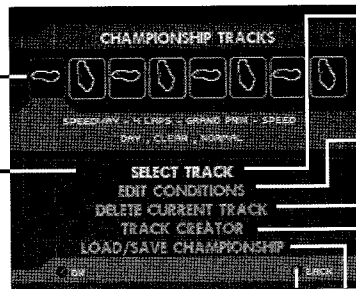 CHAMPIONSHIP TRACKS
SPEEDWAY - 4 LAPS - GRAND PRIX - SPEED
DAY, CLEAR, NORMAL
SELECT TRACK
EDIT CONDITIONS
DELETE CURRENT TRACK
TRACK CREATOR
LOAD/SAVE CHAMPIONSHIP
OK
BACK